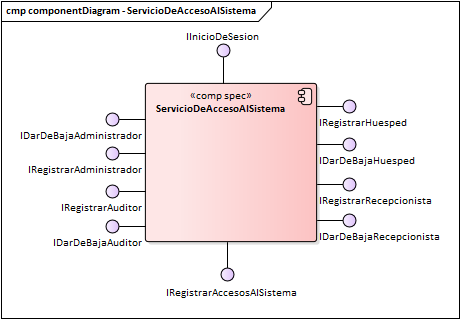 cmp componentDiagram - ServicioDeAccesoAlSistema
IInicioDeSesion
«comp spec»
ServicioDeAccesoAlSistema
IDarDeBajaAdministrador
IRegistrarAdministrador
IRegistrarAuditor
IDarDeBajaAuditor
IRegistrarHuesped
IDarDeBajaHuesped
IRegistrarRecepcionista
IDarDeBajaRecepcionista
IRegistrarAccesosAlSistema